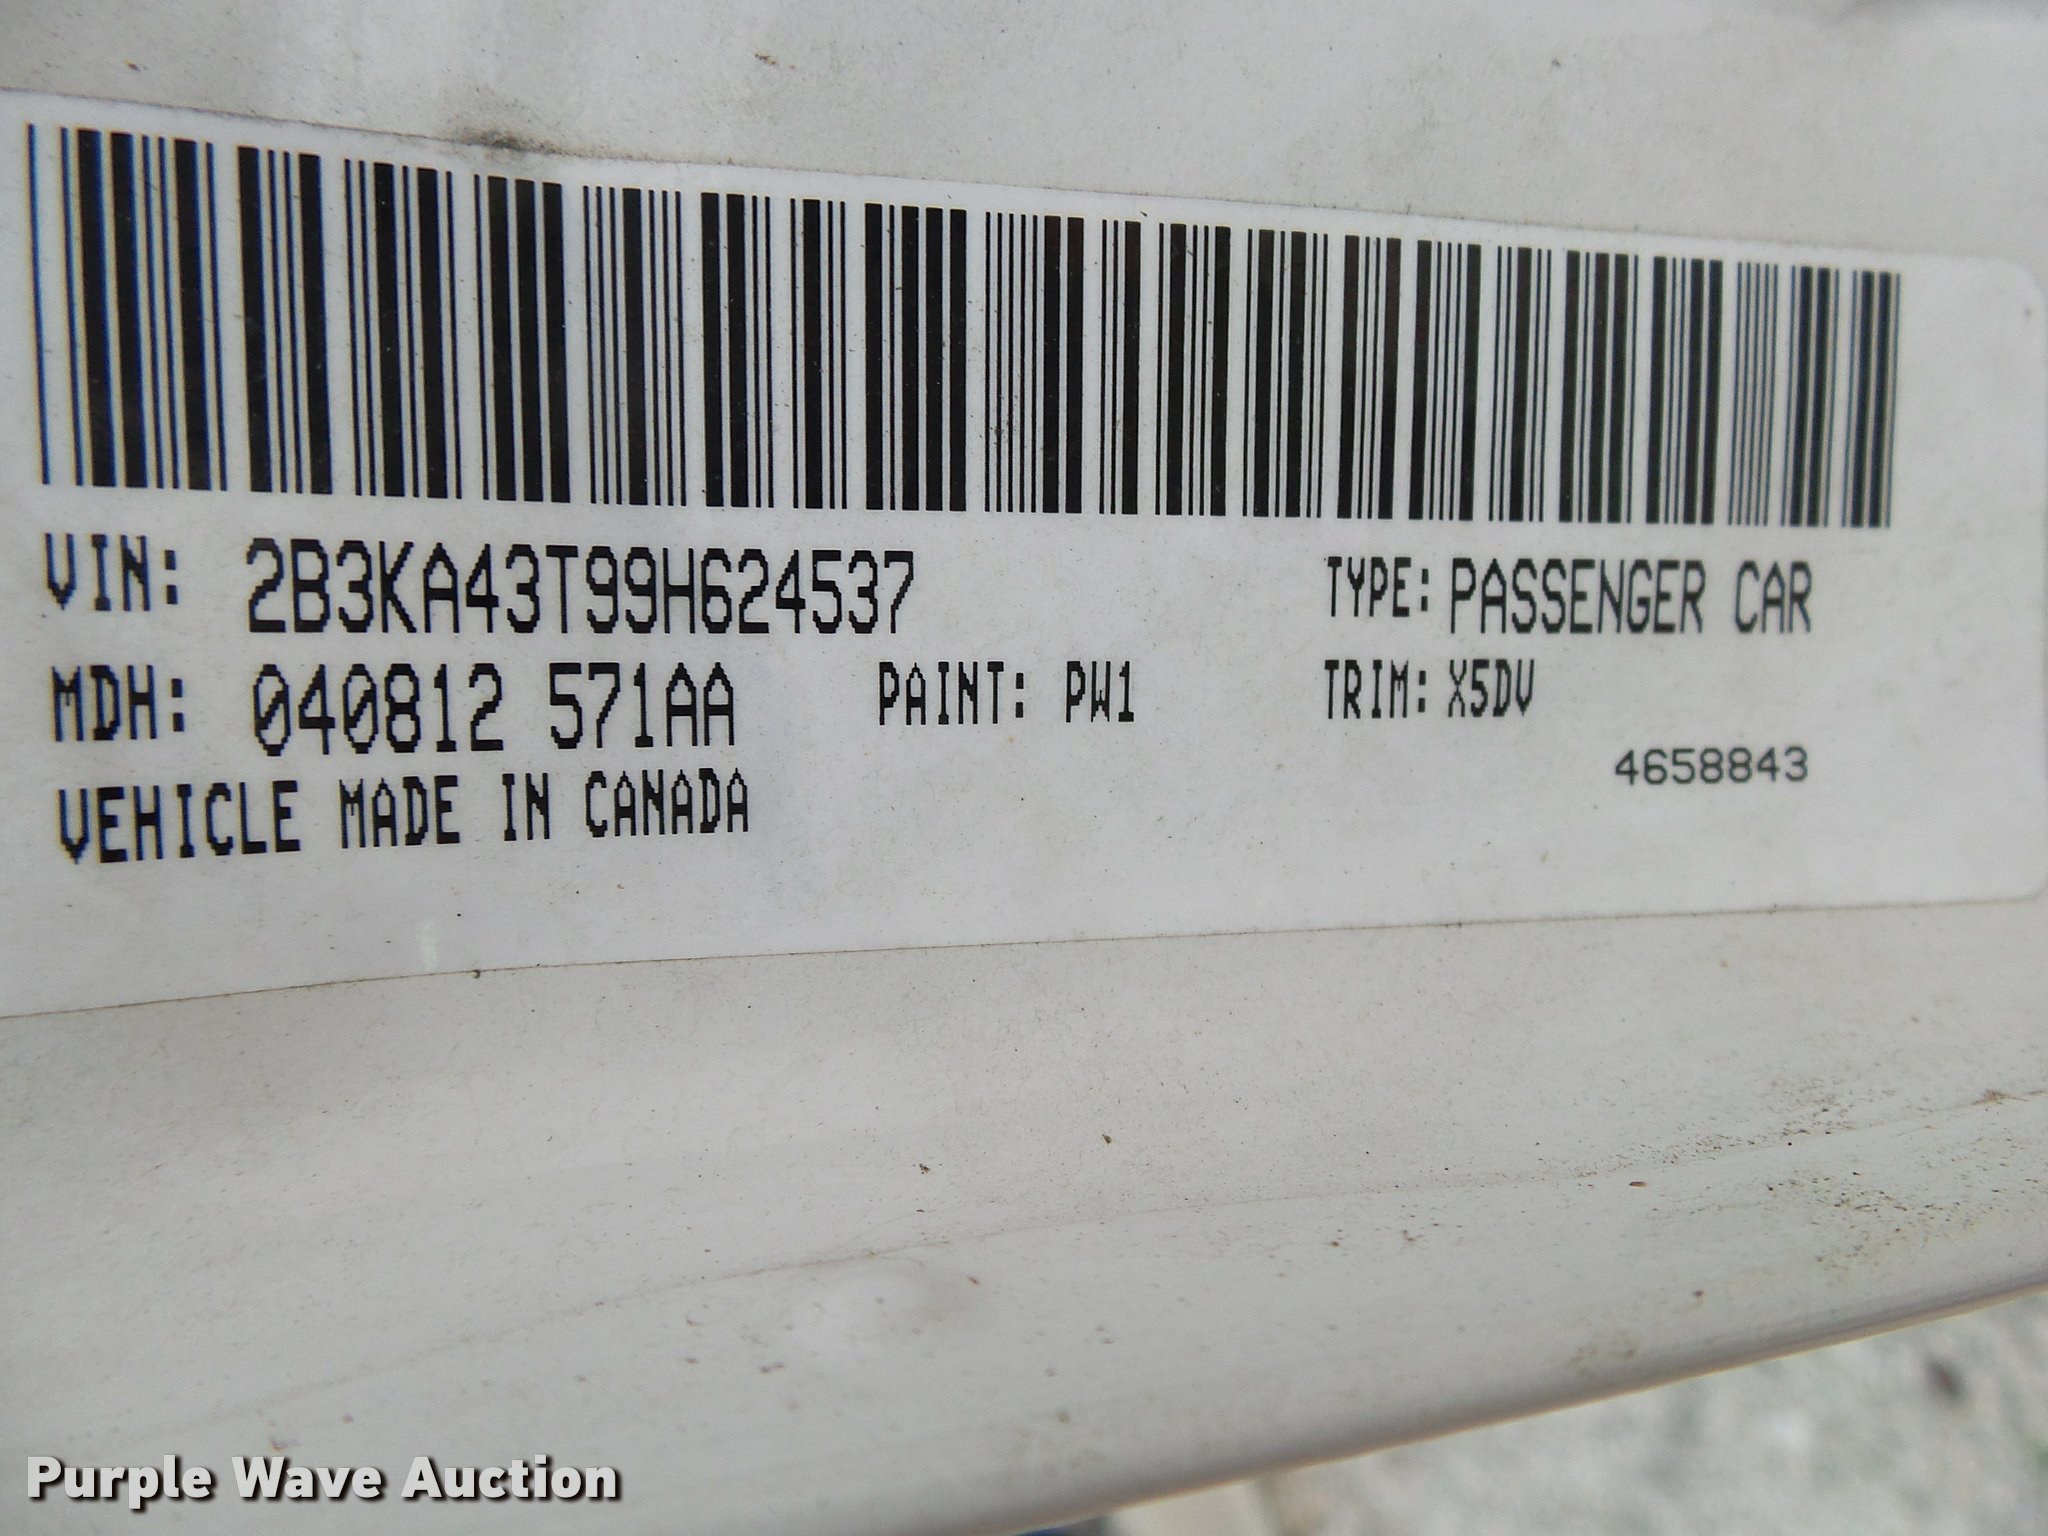 VIN: 2B3KA43T99H624537 TYPE: PASSENGER CAR
MDH: 040812 571AA PAINT: PW1 TRIM: X5DV
4658843
VEHICLE MADE IN CANADA
Purple Wave Auction